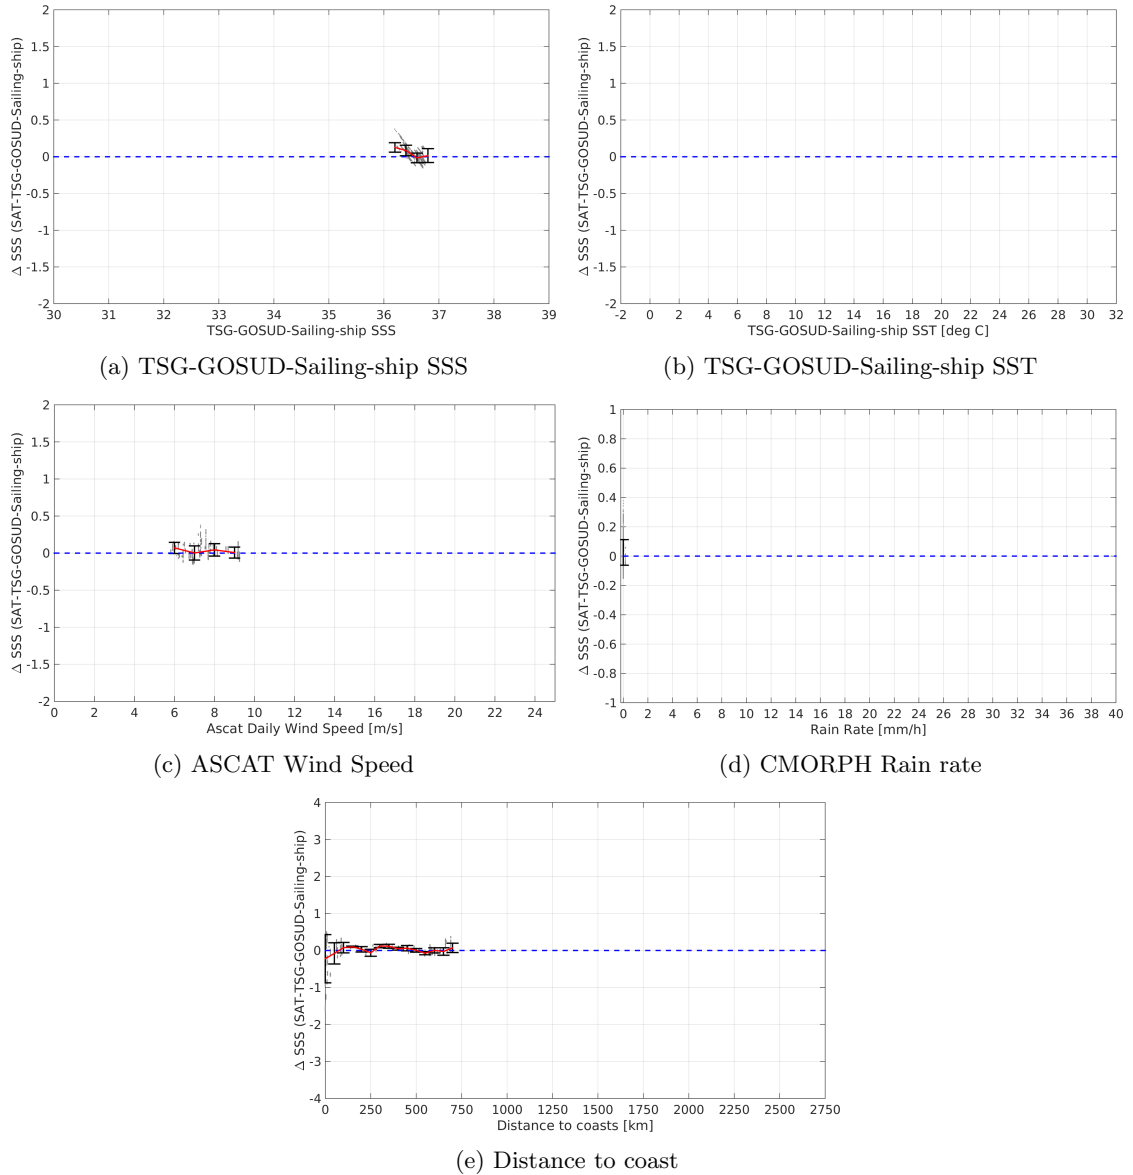 2
1.5
1
0.5
0
-0.5
-1
-1.5
-2
Δ SSS (SAT-TSG-GOSUD-Sailing-ship)
30 31 32 33 34 35 36 37 38 39
TSG-GOSUD-Sailing-ship SSS
(a) TSG-GOSUD-Sailing-ship SSS
2
1.5
1
0.5
0
-0.5
-1
-1.5
-2
Δ SSS (SAT-TSG-GOSUD-Sailing-ship)
-2 0 2 4 6 8 10 12 14 16 18 20 22 24 26 28 30 32
TSG-GOSUD-Sailing-ship SST [deg C]
(b) TSG-GOSUD-Sailing-ship SST
2
1.5
1
0.5
0
-0.5
-1
-1.5
-2
Δ SSS (SAT-TSG-GOSUD-Sailing-ship)
0 2 4 6 8 10 12 14 16 18 20 22 24
Ascat Daily Wind Speed [m/s]
(c) ASCAT Wind Speed
1
0.8
0.6
0.4
0.2
0
-0.2
-0.4
-0.6
-0.8
-1
Δ SSS (SAT-TSG-GOSUD-Sailing-ship)
0 2 4 6 8 10 12 14 16 18 20 22 24 26 28 30 32 34 36 38 40
Rain Rate [mm/h]
(d) CMORPH Rain rate
4
3
2
1
0
-1
-2
-3
-4
Δ SSS (SAT-TSG-GOSUD-Sailing-ship)
0 250 500 750 1000 1250 1500 1750 2000 2250 2500 2750
Distance to coasts [km]
(e) Distance to coast